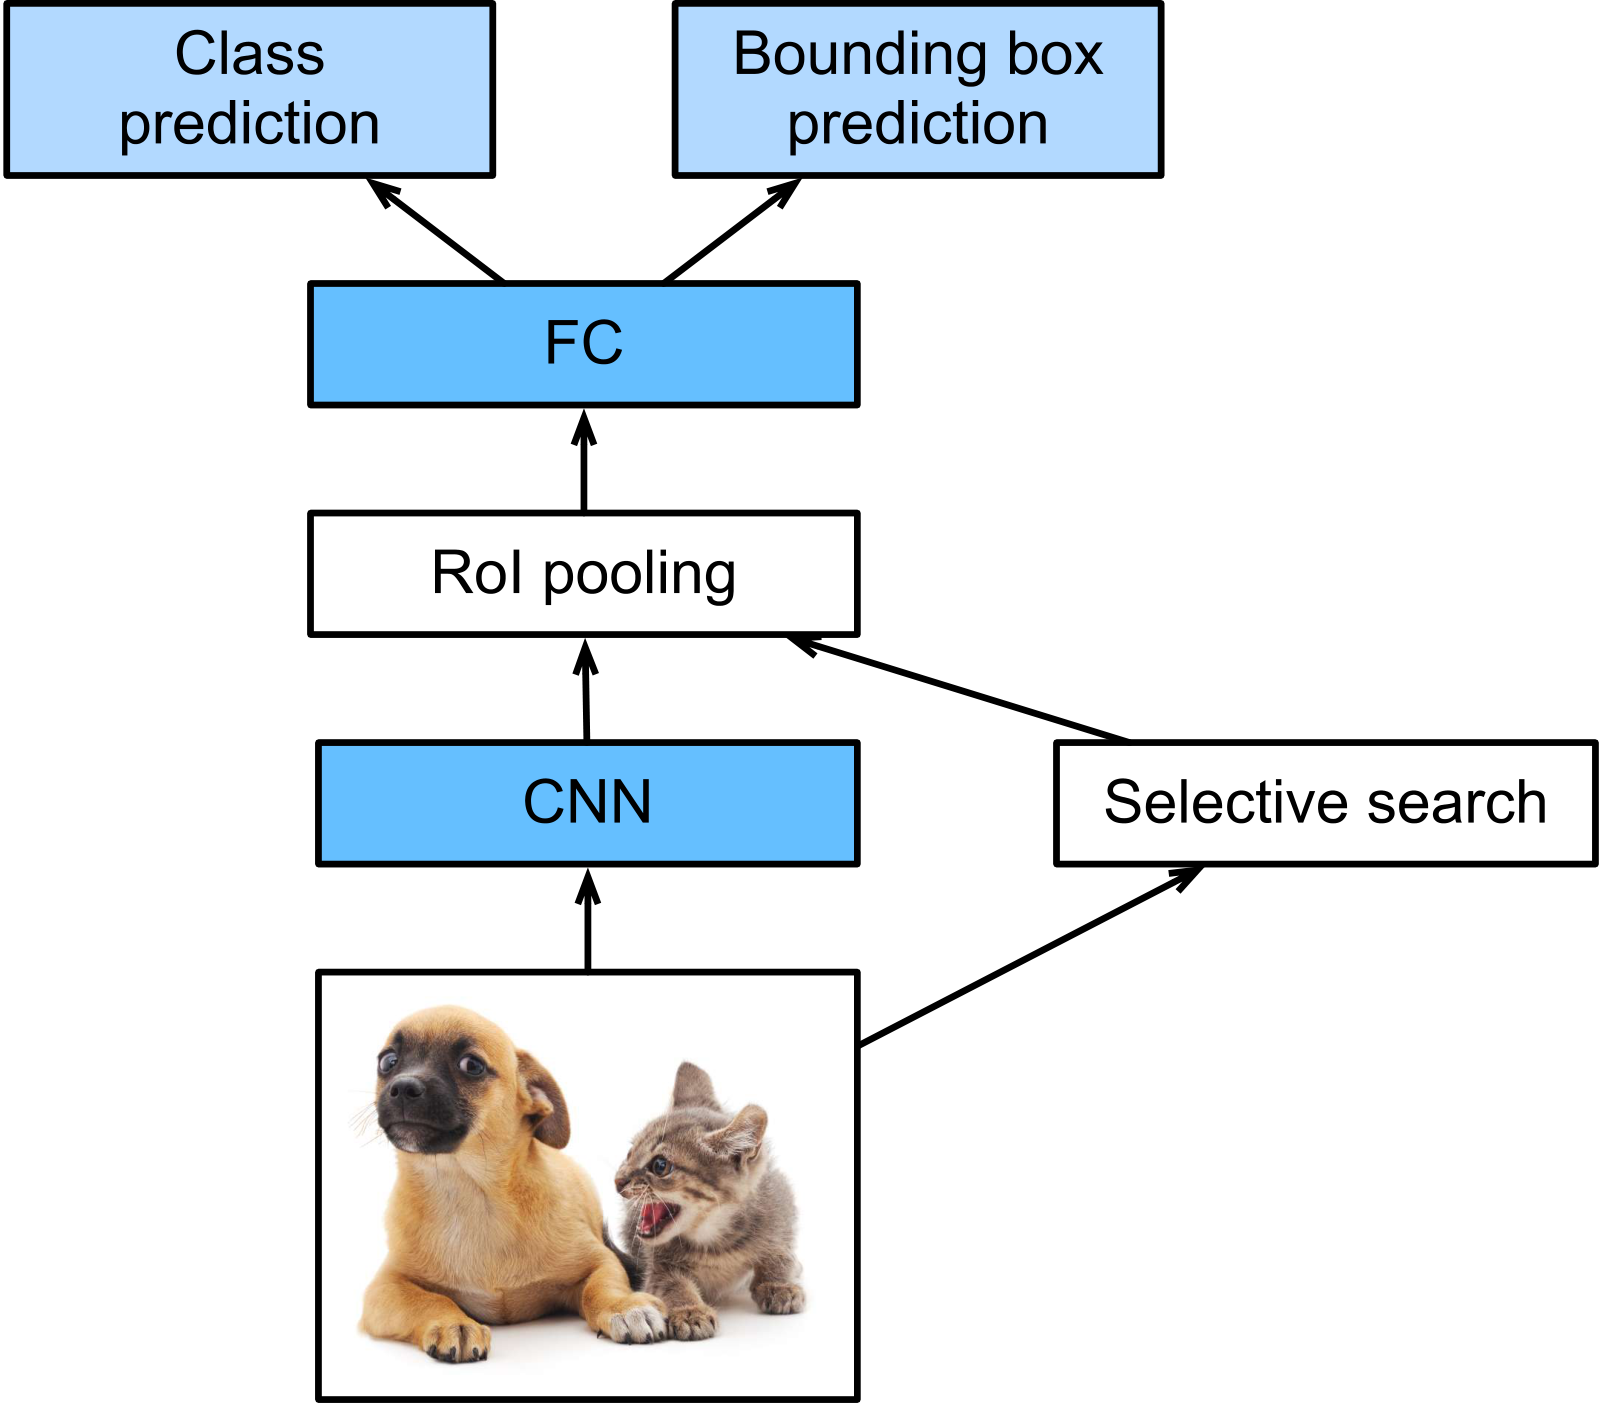 Class
prediction
Bounding box
prediction
FC
RoI pooling
CNN
Selective search